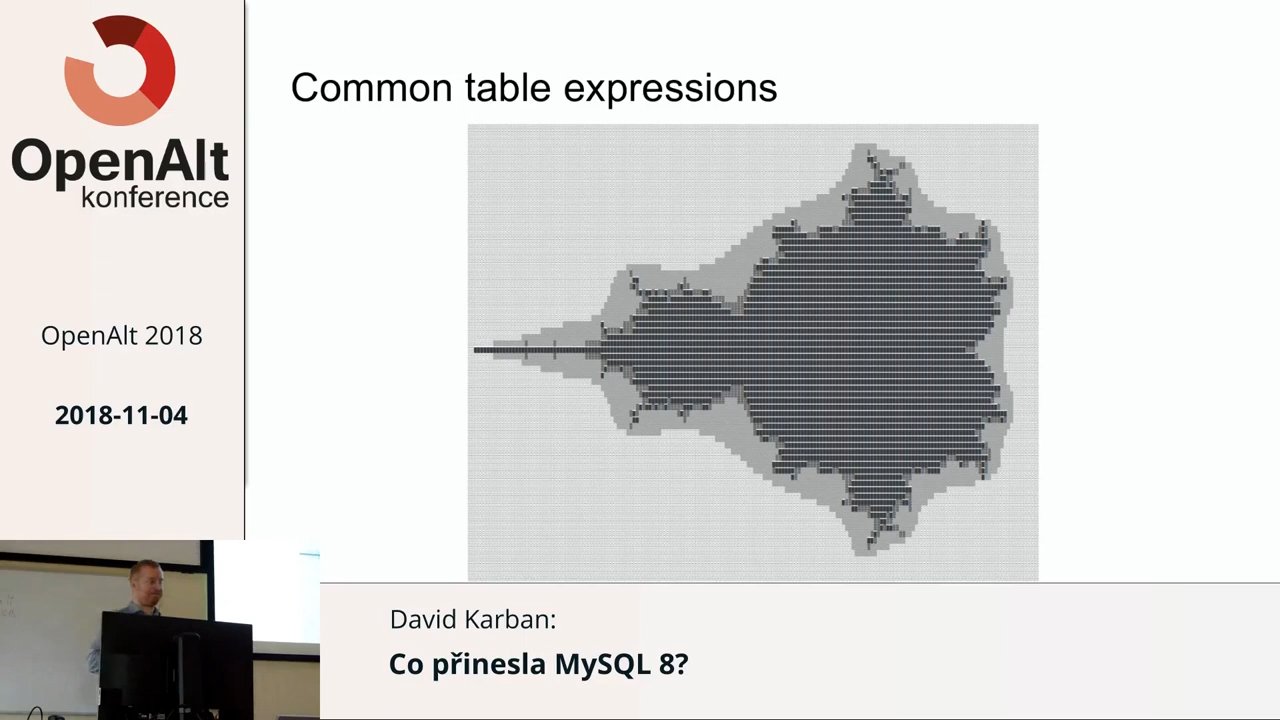 OpenAlt
konference
OpenAlt 2018
2018-11-04
Common table expressions
David Karban:
Co přinesla MySQL 8?